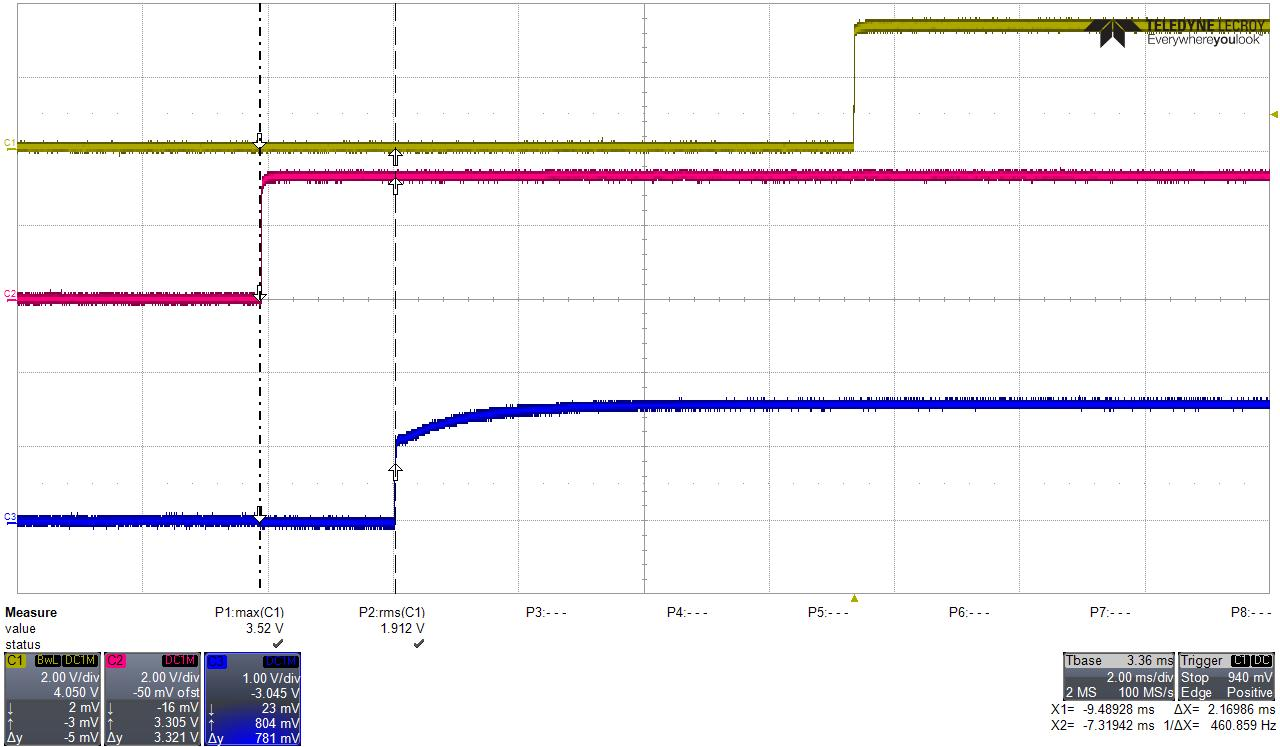 TELEDYNE LECROY
Everywhereyoulook
C1
C2
C3
Measure P1:max(C1) P2:rms(C1) P3:- - - P4:- - - P5:- - - P6:- - - P7:- - - P8:- - -
value 3.52 V 1.912 V
status
C1 BwL DC1M
2.00 V/div
4.050 V
↓ 2 mV
↑ -3 mV
Δy -5 mV
C2 DC1M
2.00 V/div
-50 mV ofst
↓ -16 mV
↑ 3.305 V
Δy 3.321 V
C3 DC1M
1.00 V/div
-3.045 V
↓ 23 mV
↑ 804 mV
Δy 781 mV
Tbase 3.36 ms
2.00 ms/div
2 MS 100 MS/s
Trigger C1 DC
Stop 940 mV
Edge Positive
X1= -9.48928 ms ΔX= 2.16986 ms
X2= -7.31942 ms 1/ΔX= 460.859 Hz